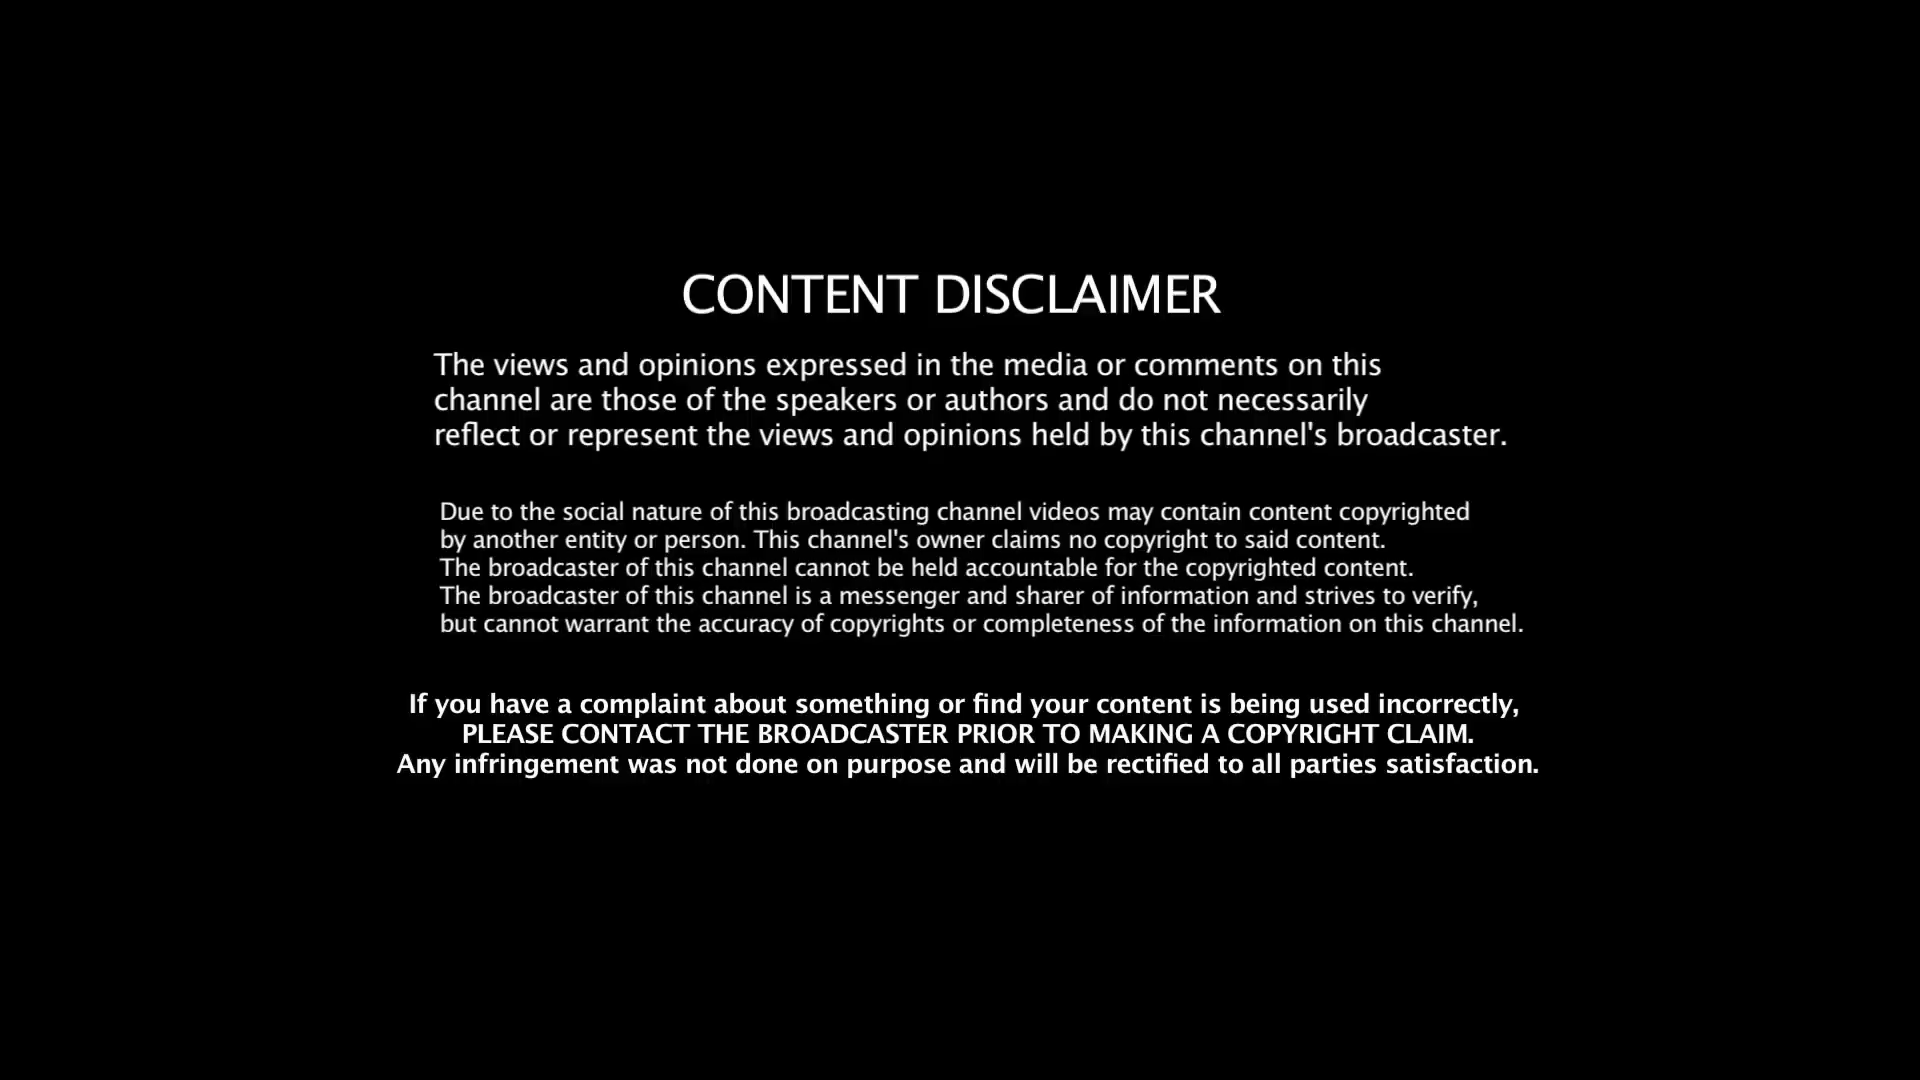 CONTENT DISCLAIMER
The views and opinions expressed in the media or comments on this
channel are those of the speakers or authors and do not necessarily
reflect or represent the views and opinions held by this channel's broadcaster.
Due to the social nature of this broadcasting channel videos may contain content copyrighted
by another entity or person. This channel's owner claims no copyright to said content.
The broadcaster of this channel cannot be held accountable for the copyrighted content.
The broadcaster of this channel is a messenger and sharer of information and strives to verify,
but cannot warrant the accuracy of copyrights or completeness of the information on this channel.
If you have a complaint about something or find your content is being used incorrectly,
PLEASE CONTACT THE BROADCASTER PRIOR TO MAKING A COPYRIGHT CLAIM.
Any infringement was not done on purpose and will be rectified to all parties satisfaction.